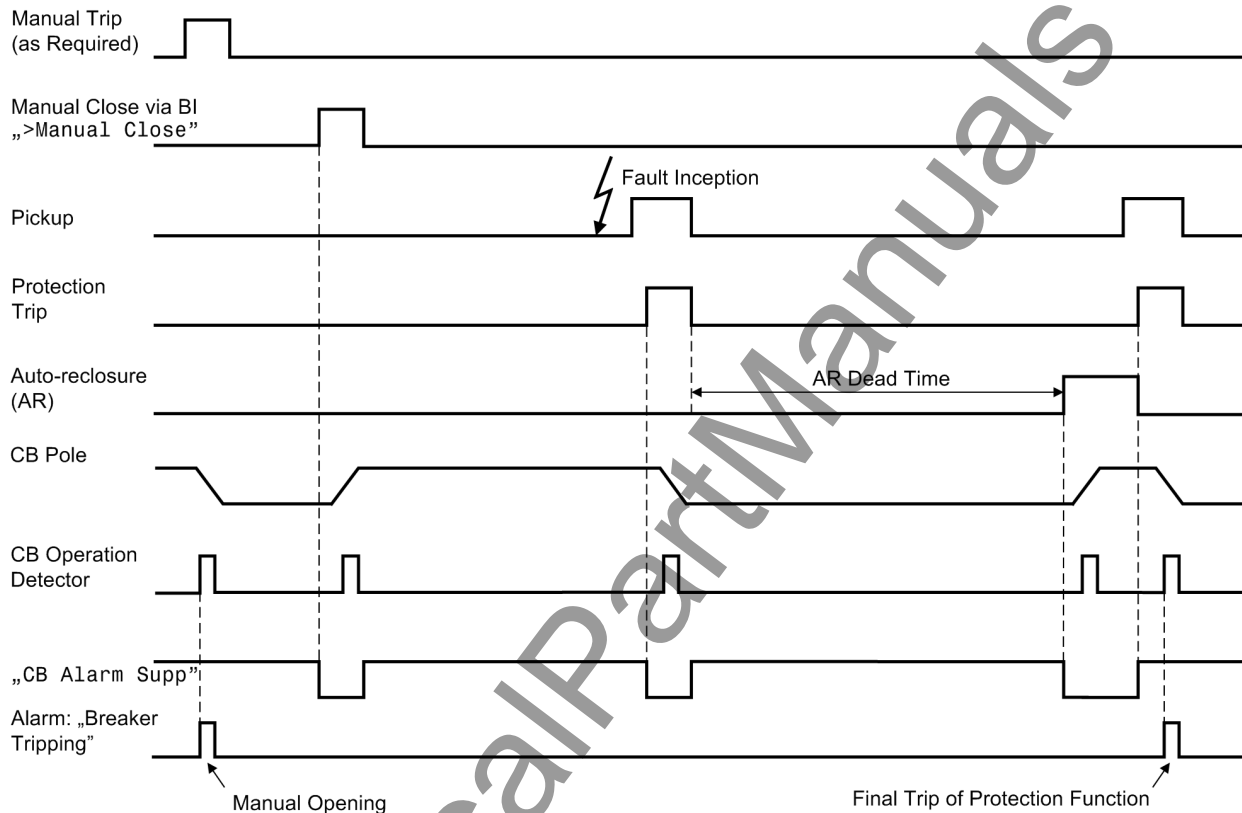 Manual Trip
(as Required)
Manual Close via BI
„>Manual Close”
Fault Inception
Pickup
Protection
Trip
Auto-reclosure
(AR)
AR Dead Time
CB Pole
CB Operation
Detector
„CB Alarm Supp”
Alarm: „Breaker
Tripping”
Manual Opening
Final Trip of Protection Function
calPartManuals